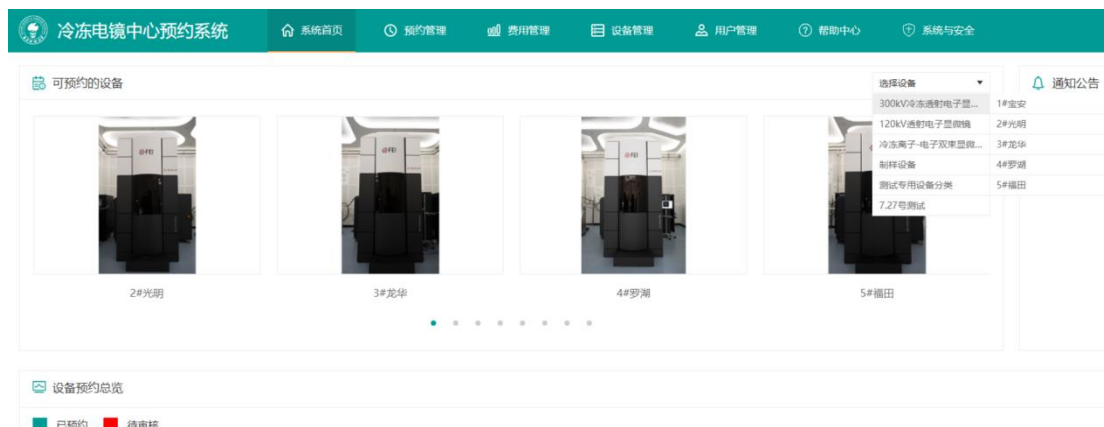 冷冻电镜中心预约系统
系统首页
预约管理
费用管理
设备管理
用户管理
帮助中心
系统与安全
可预约的设备
选择设备
通知公告
300kV冷冻透射电子显...
1#宝安
120kV透射电子显微镜
2#光明
冷冻离子-电子双束显微...
3#龙华
制样设备
4#罗湖
测试专用设备分类
5#福田
7.27号测试
FEI
FEI
FEI
2#光明
3#龙华
4#罗湖
5#福田
设备预约总览
已预约
待审核